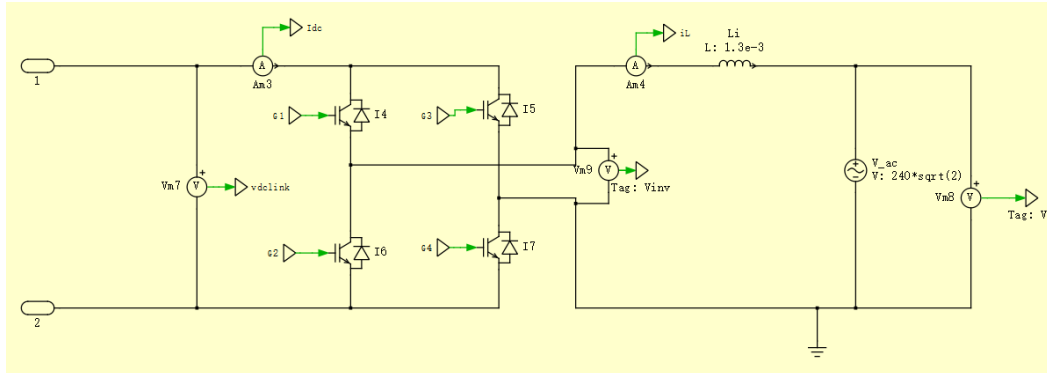 Idc
iL
Li
L: 1.3e-3
A
A
1
Am3
Am4
I5
G1
I4
G3
+
+
V_ac
V: 240*sqrt(2)
Vm9
V
Tag: Vinv
+
Vm7
V
vdclink
Vm8
V
Tag: V
G2
I6
G4
I7
2